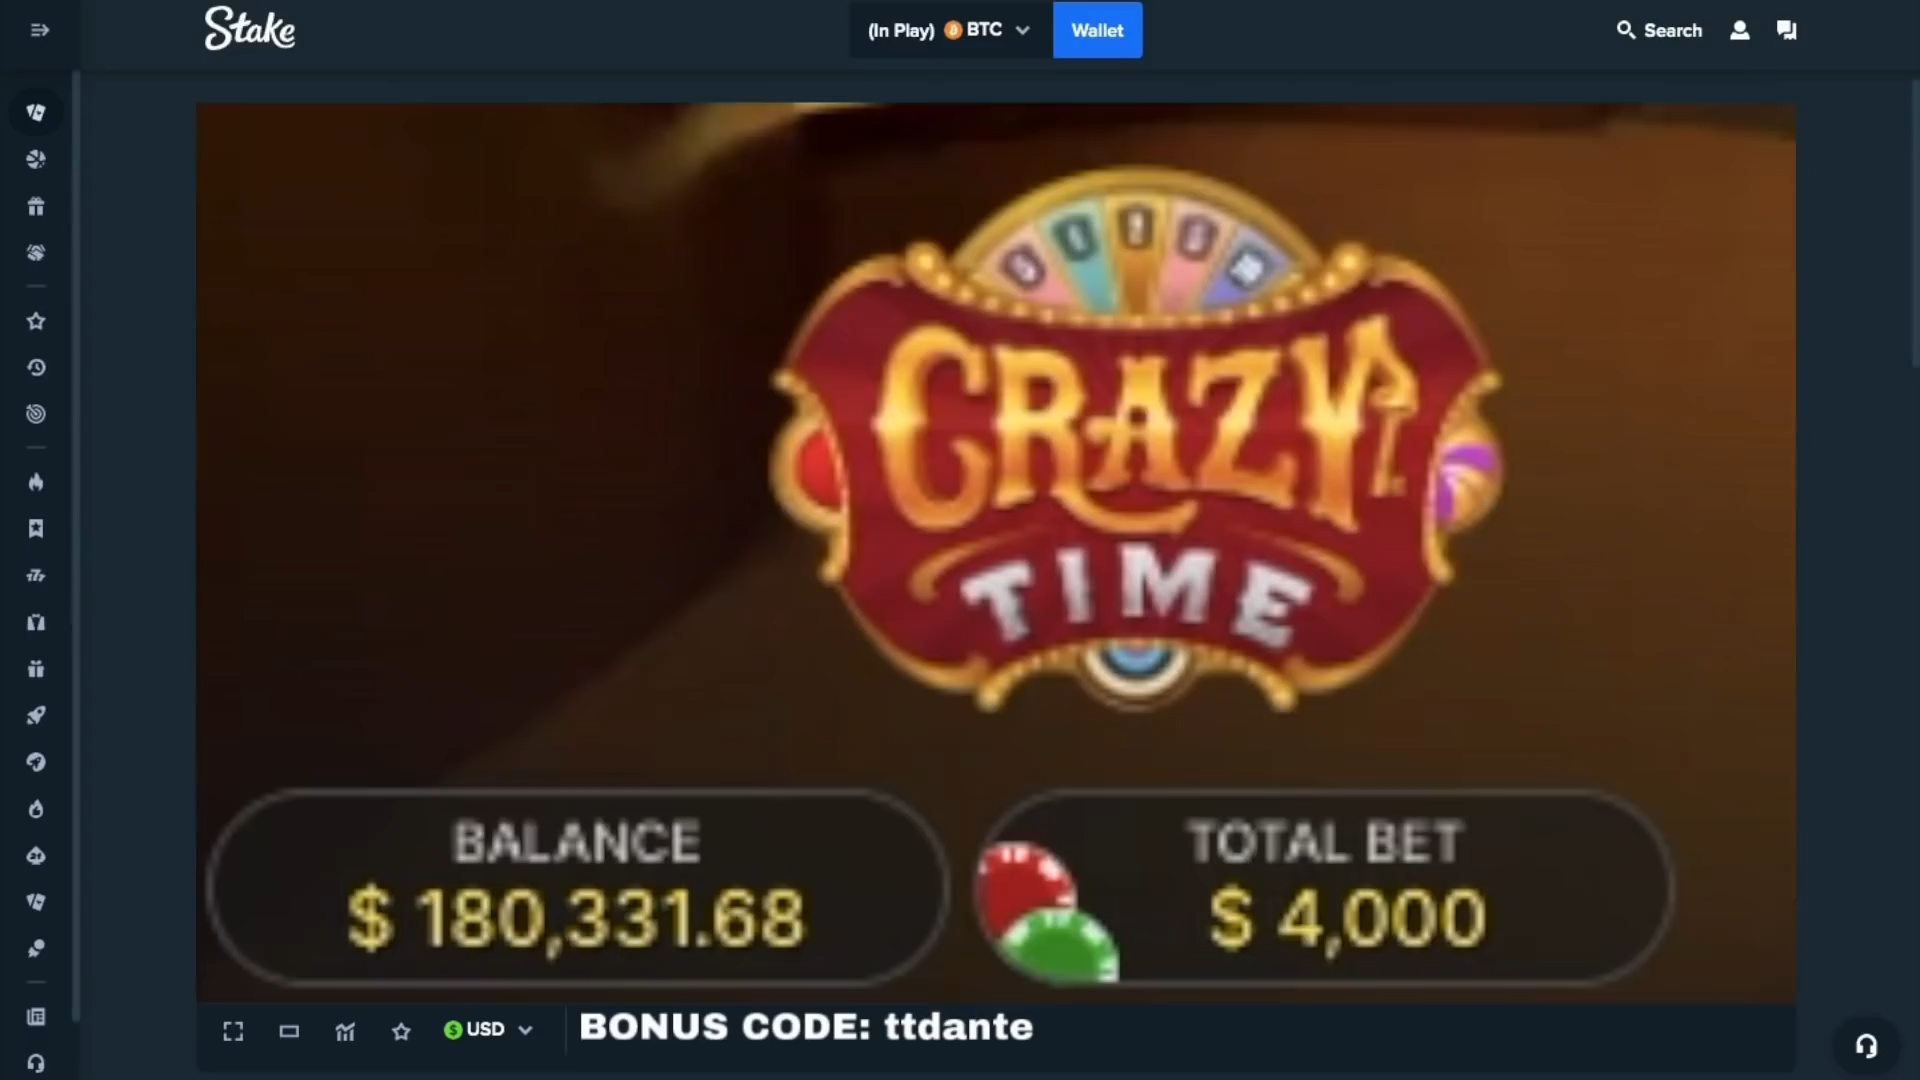 Stake
(In Play) BTC
Wallet
Search
CRAZY
TIME
BALANCE
$ 180,331.68
TOTAL BET
$ 4,000
USD
BONUS CODE: ttdante